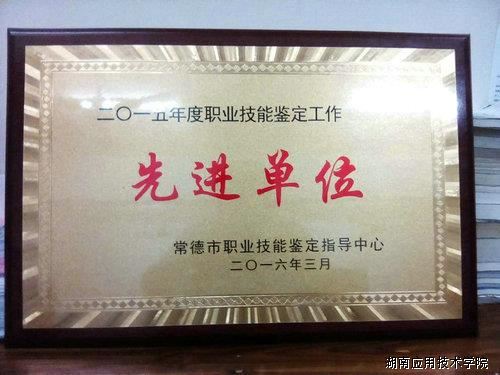 二〇一五年度职业技能鉴定工作
先进单位
常德市职业技能鉴定指导中心
二〇一六年三月
湖南应用技术学院